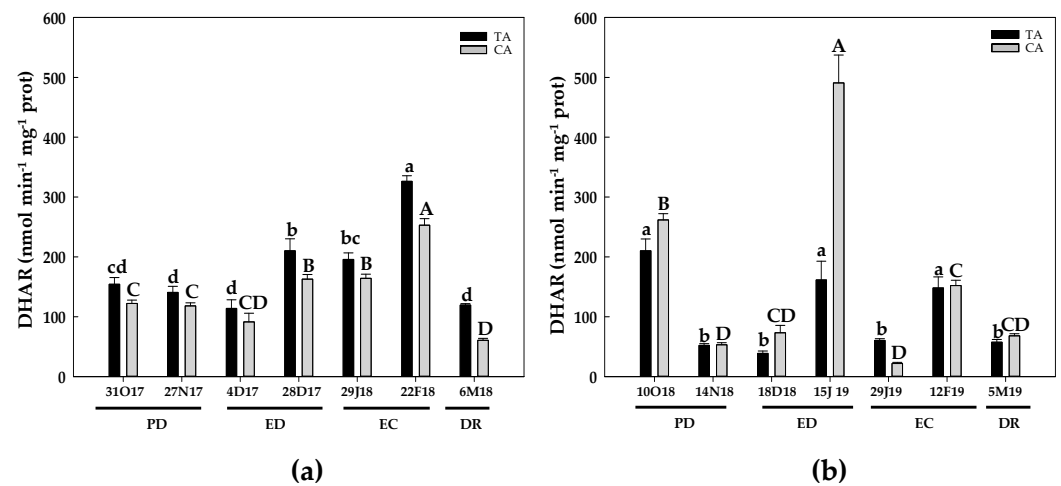 600
500
400
300
200
100
0
DHAR (nmol min⁻¹ mg⁻¹ prot)
TA
CA
cd C d C d CD b B bc B a A d D
31O17 27N17 4D17 28D17 29J18 22F18 6M18
PD ED EC DR
(a)
600
500
400
300
200
100
0
DHAR (nmol min⁻¹ mg⁻¹ prot)
TA
CA
a B b D b CD a A b D a C b CD
10O18 14N18 18D18 15J 19 29J19 12F19 5M19
PD ED EC DR
(b)